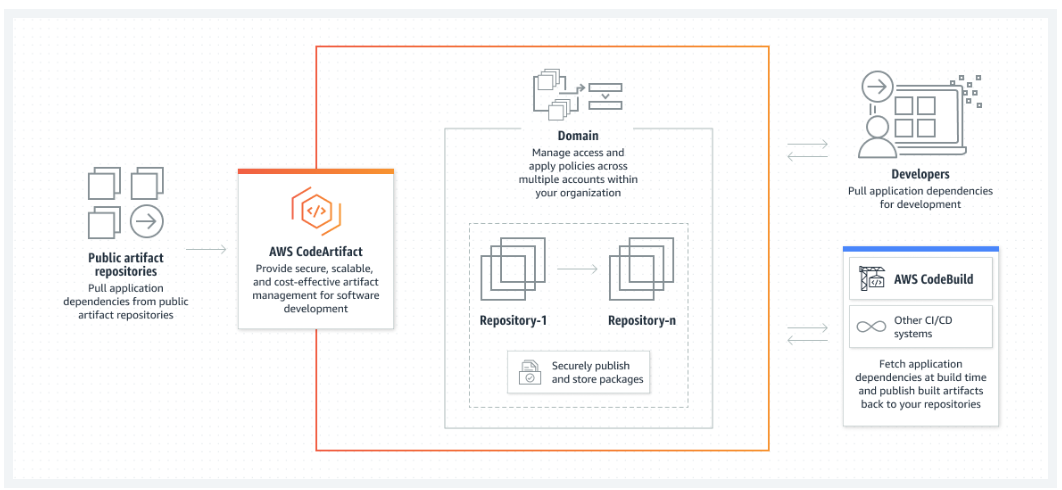 Public artifact
repositories
Pull application
dependencies from public
artifact repositories
</>
AWS CodeArtifact
Provide secure, scalable,
and cost-effective artifact
management for software
development
Domain
Manage access and
apply policies across
multiple accounts within
your organization
Repository-1
Repository-n
Securely publish
and store packages
Developers
Pull application dependencies
for development
</>
AWS CodeBuild
Other CI/CD
systems
Fetch application
dependencies at build time
and publish built artifacts
back to your repositories